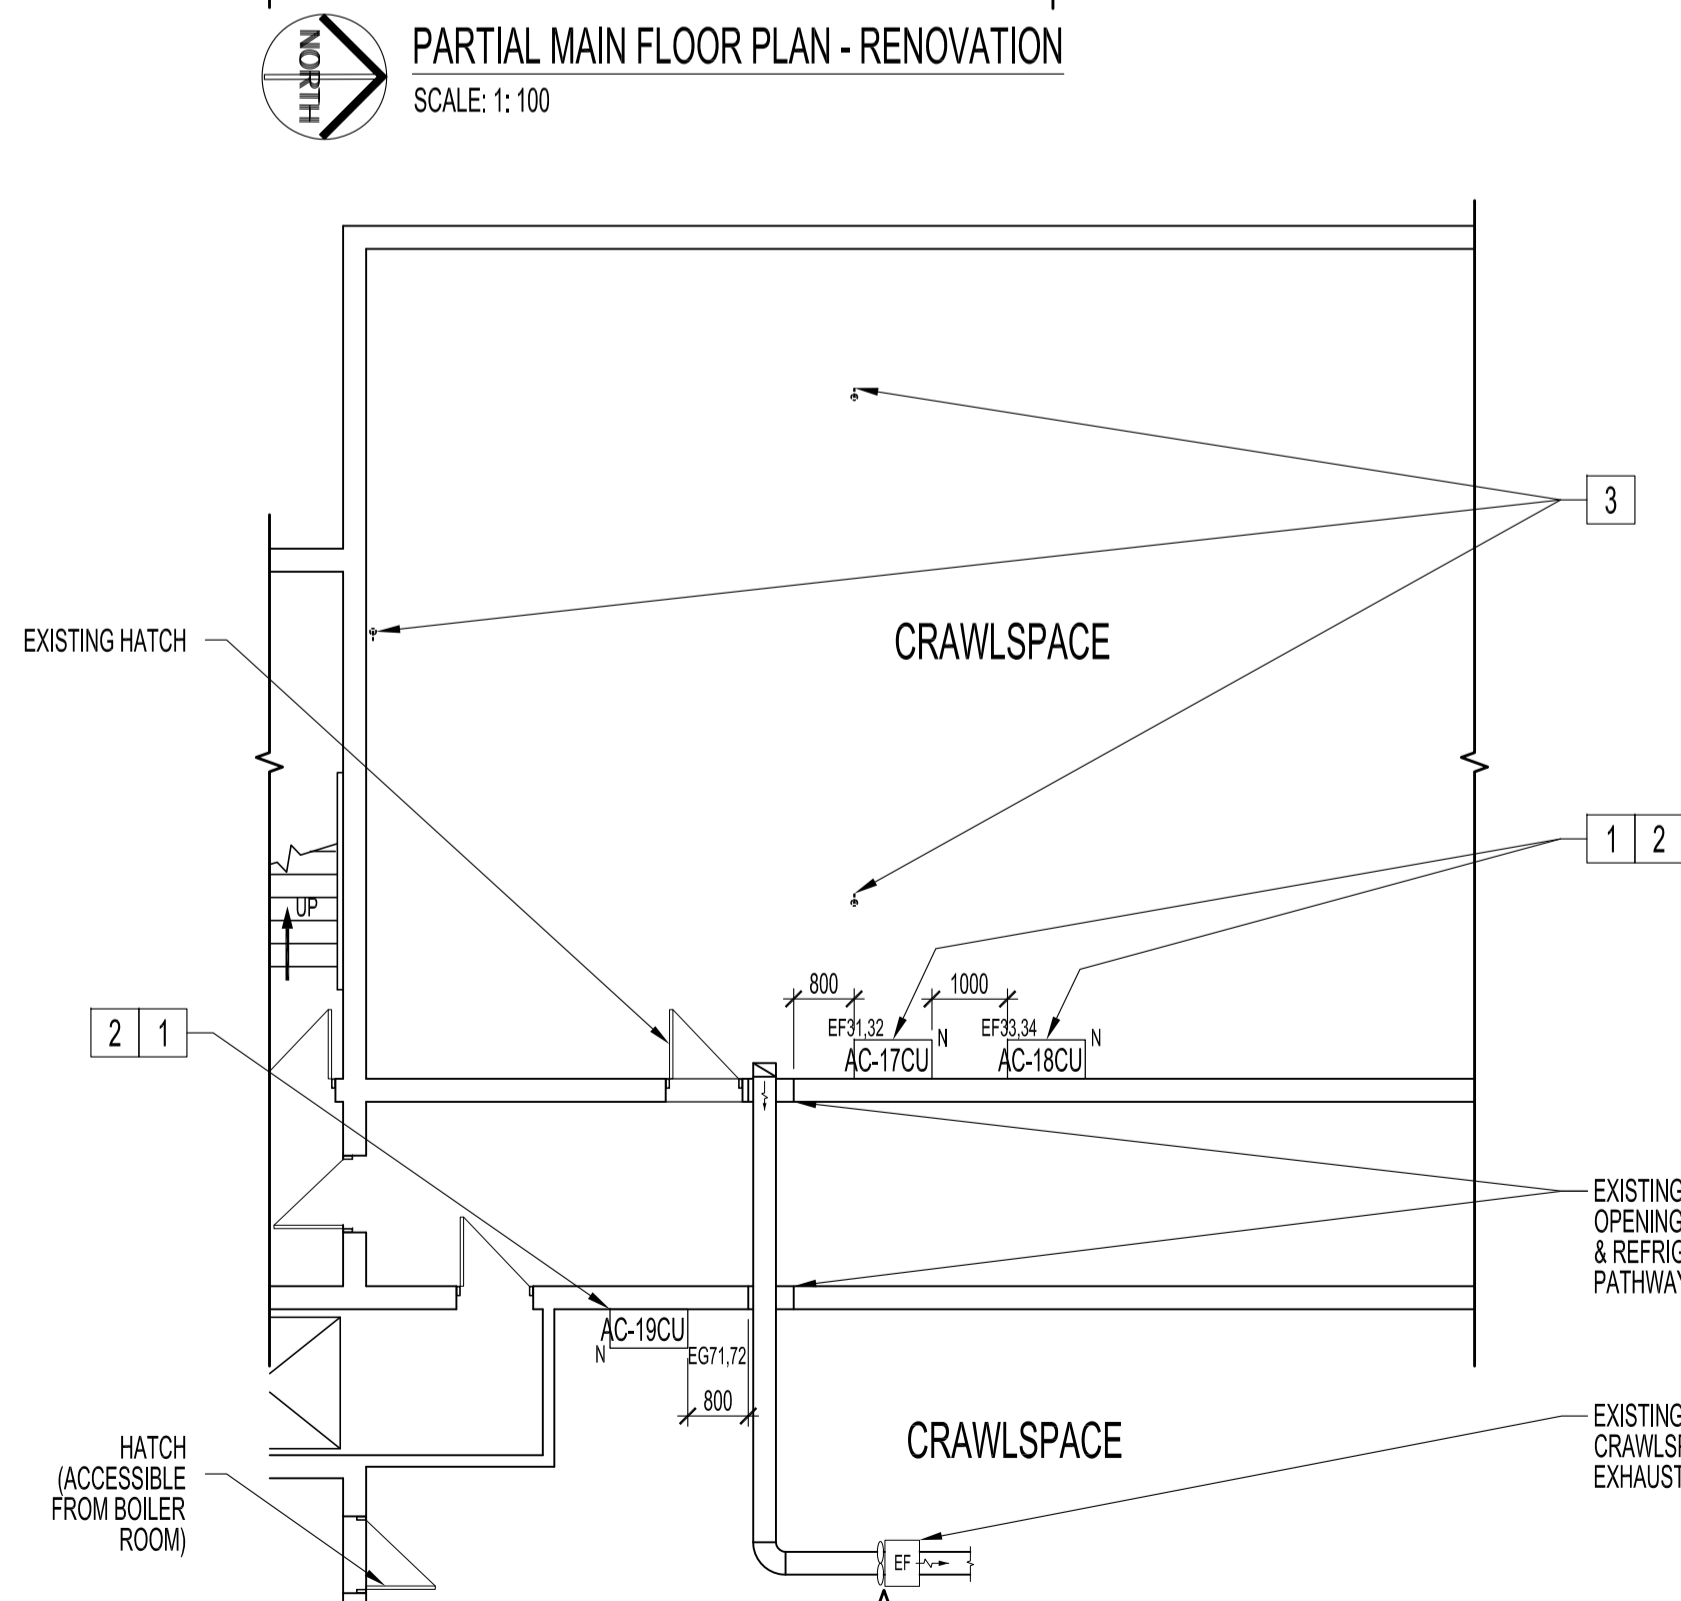 NORTH
PARTIAL MAIN FLOOR PLAN - RENOVATION
SCALE: 1: 100
3
EXISTING HATCH
CRAWLSPACE
1 2
UP
800
1000
2 1
EF31,32
N
EF33,34
N
AC-17CU
AC-18CU
EXISTING
OPENING
& REFRIG
PATHWAY
AC-19CU
N
EG71,72
800
CRAWLSPACE
EXISTING
CRAWLSP
EXHAUST
HATCH
(ACCESSIBLE
FROM BOILER
ROOM)
EF